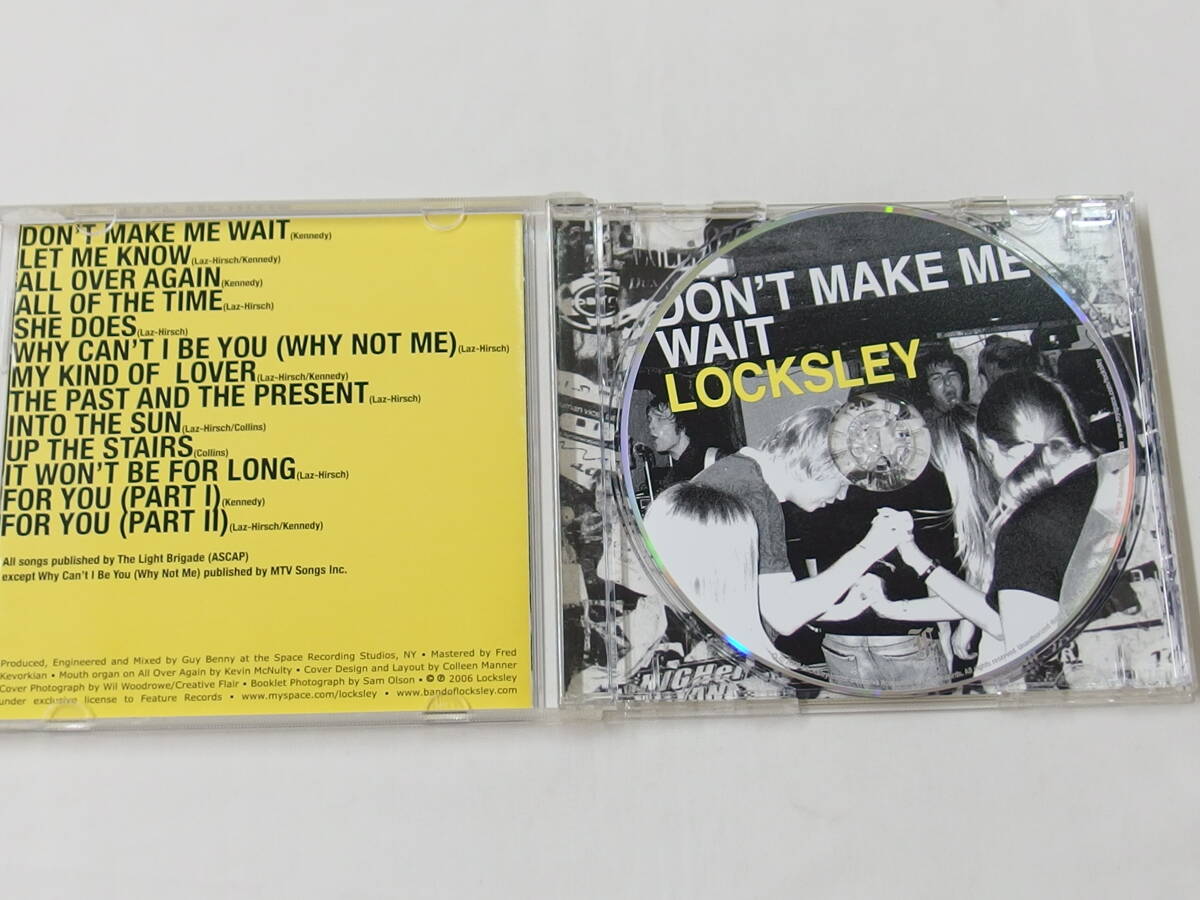 DON'T MAKE ME WAIT (Kennedy)
LET ME KNOW (Laz-Hirsch/Kennedy)
ALL OVER AGAIN (Kennedy)
ALL OF THE TIME (Laz-Hirsch)
SHE DOES (Laz-Hirsch)
WHY CAN'T I BE YOU (WHY NOT ME) (Laz-Hirsch)
MY KIND OF LOVER (Laz-Hirsch/Kennedy)
THE PAST AND THE PRESENT (Laz-Hirsch)
INTO THE SUN (Laz-Hirsch/Collins)
UP THE STAIRS (Collins)
IT WON'T BE FOR LONG (Laz-Hirsch)
FOR YOU (PART I) (Kennedy)
FOR YOU (PART II) (Laz-Hirsch/Kennedy)
All songs published by The Light Brigade (ASCAP)
except Why Can't I Be You (Why Not Me) published by MTV Songs Inc.
Produced, Engineered and Mixed by Guy Benny at the Space Recording Studios, NY • Mastered by Fred
Kevorkian • Mouth organ on All Over Again by Kevin McNulty • Cover Design and Layout by Colleen Manner
Cover Photograph by Wil Woodrowe/Creative Flair • Booklet Photograph by Sam Olson • © ℗ 2006 Locksley
under exclusive license to Feature Records • www.myspace.com/locksley • www.bandoflocksley.com
DON'T MAKE ME
WAIT
LOCKSLEY